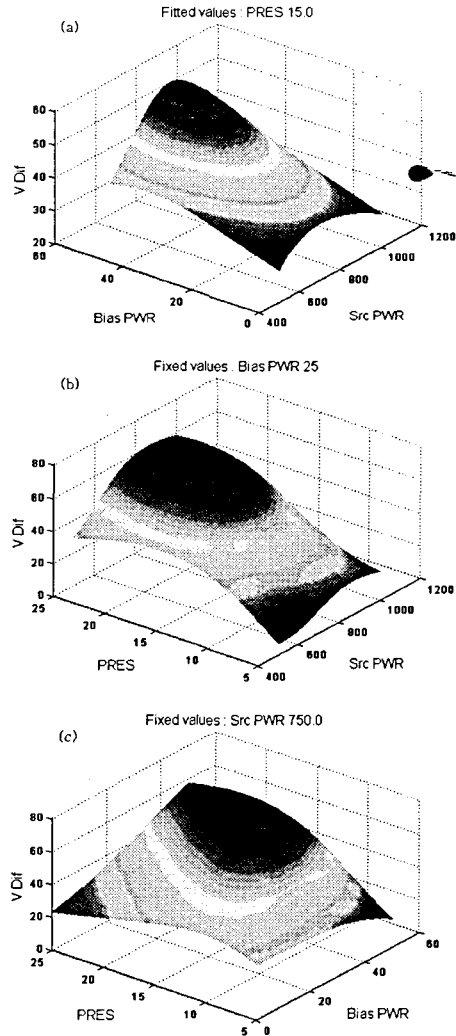 (a)
Fitted values : PRES 15.0
60
50
40
30
20
V Dif
60
40
20
0
Bias PWR
400
600
800
1000
1200
Src PWR
(b)
Fixed values : Bias PWR 25
80
60
40
20
0
V Dif
25
20
15
10
5
PRES
400
600
800
1000
1200
Src PWR
(c)
Fixed values : Src PWR 750.0
80
60
40
20
0
V Dif
25
20
15
10
5
PRES
0
20
40
60
Bias PWR